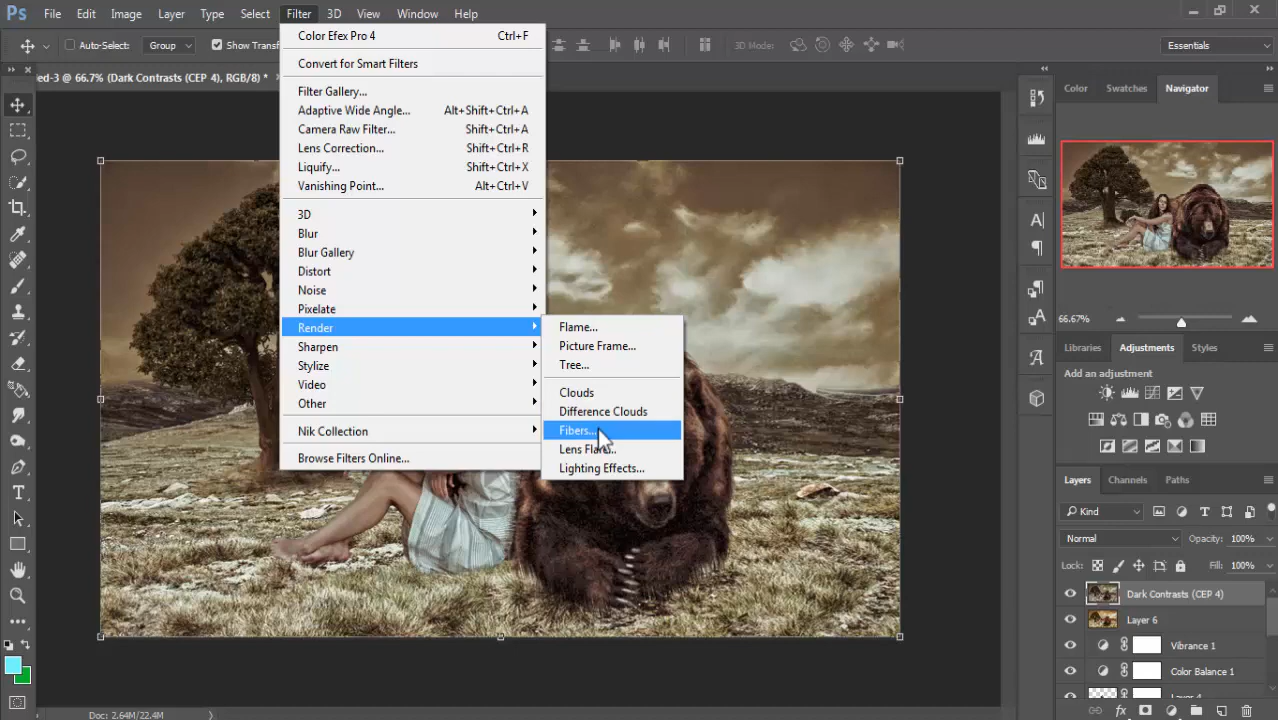 Ps File Edit Image Layer Type Select Filter 3D View Window Help
Auto-Select: Group Show Transf 3D Mode: Essentials
ed-3 @ 66.7% (Dark Contrasts (CEP 4), RGB/8) *
Color Efex Pro 4 Ctrl+F
Convert for Smart Filters
Filter Gallery...
Adaptive Wide Angle... Alt+Shift+Ctrl+A
Camera Raw Filter... Shift+Ctrl+A
Lens Correction... Shift+Ctrl+R
Liquify... Shift+Ctrl+X
Vanishing Point... Alt+Ctrl+V
3D
Blur
Blur Gallery
Distort
Noise
Pixelate
Render
Sharpen
Stylize
Video
Other
Nik Collection
Browse Filters Online...
Flame...
Picture Frame...
Tree...
Clouds
Difference Clouds
Fibers...
Lens Flare...
Lighting Effects...
Color Swatches Navigator
66.67%
Libraries Adjustments Styles
Add an adjustment
Layers Channels Paths
Kind
Normal Opacity: 100%
Lock: Fill: 100%
Dark Contrasts (CEP 4)
Layer 6
Vibrance 1
Color Balance 1
Layer 4
Doc: 2.64M/22.4M